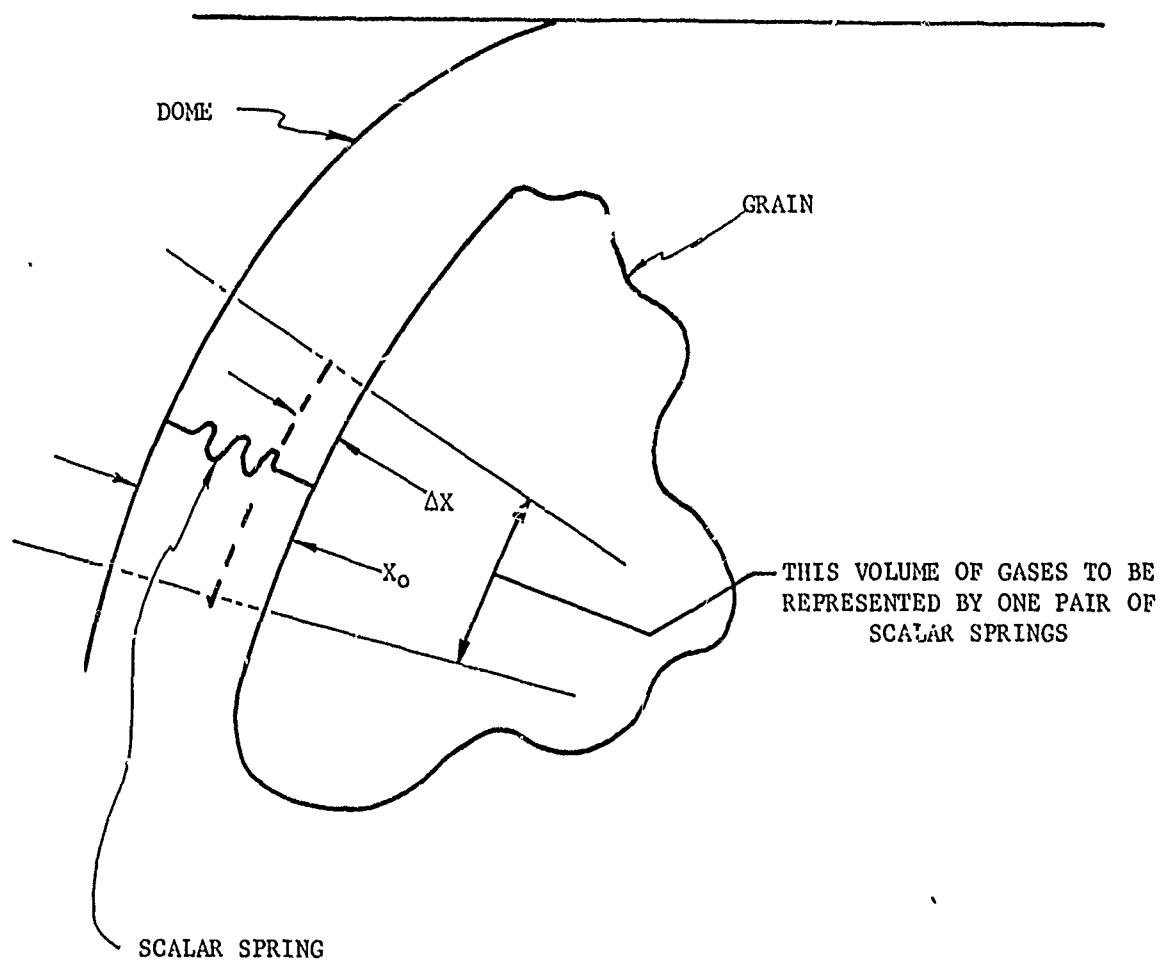 DOME
GRAIN
ΔX
X₀
THIS VOLUME OF GASES TO BE
REPRESENTED BY ONE PAIR OF
SCALAR SPRINGS
SCALAR SPRING